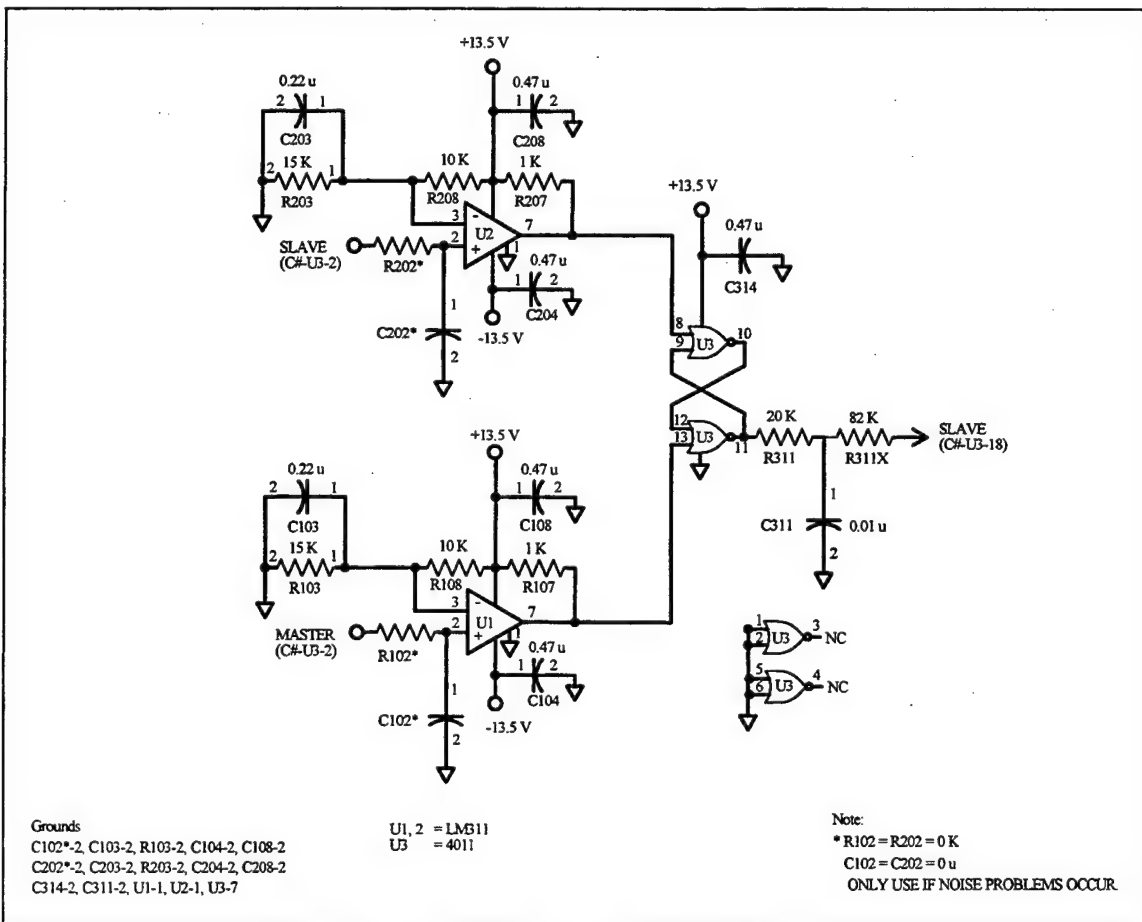 +13.5 V
0.22 u
2 1
C203
15 K
2 1
R203
0.47 u
1 2
C208
10 K
R208
1 K
R207
3 -
U2
7
2 +
1
SLAVE
(C#-U3-2)
R202*
0.47 u
1 2
C204
-13.5 V
1
C202*
2
+13.5 V
0.47 u
1 2
C314
8
9
U3
10
12
13
U3
11
20 K
R311
82 K
R311X
SLAVE
(C#-U3-18)
1
C311
0.01 u
2
+13.5 V
0.22 u
2 1
C103
15 K
2 1
R103
0.47 u
1 2
C108
10 K
R108
1 K
R107
3 -
U1
7
2 +
1
MASTER
(C#-U3-2)
R102*
0.47 u
1 2
C104
-13.5 V
1
C102*
2
1
2
U3
3
NC
5
6
U3
4
NC
Grounds
C102*-2, C103-2, R103-2, C104-2, C108-2
C202*-2, C203-2, R203-2, C204-2, C208-2
C314-2, C311-2, U1-1, U2-1, U3-7
U1, 2 = LM311
U3 = 4011
Note:
* R102 = R202 = 0 K
C102 = C202 = 0 u
ONLY USE IF NOISE PROBLEMS OCCUR.